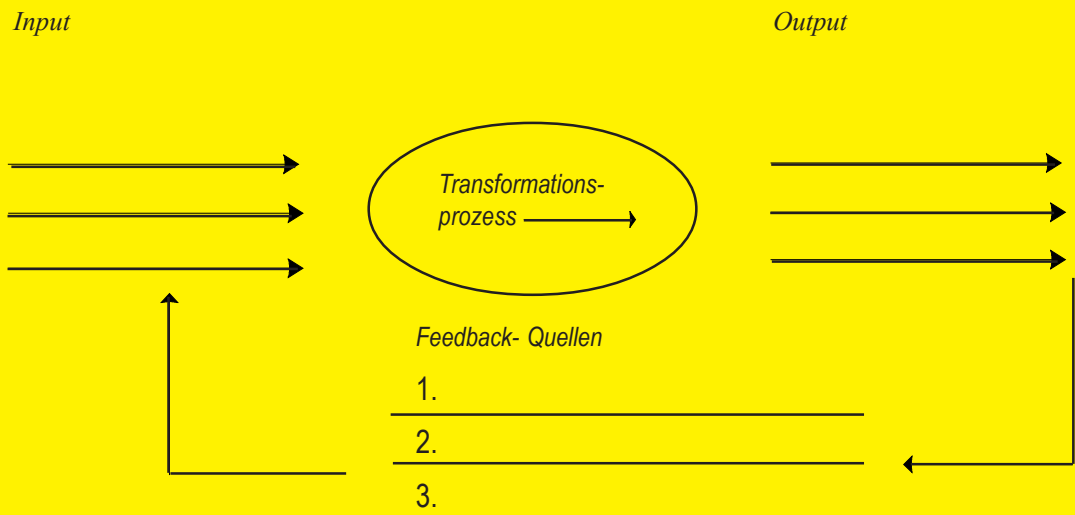 Input
Output
Transformations-
prozess
Feedback- Quellen
1.
2.
3.